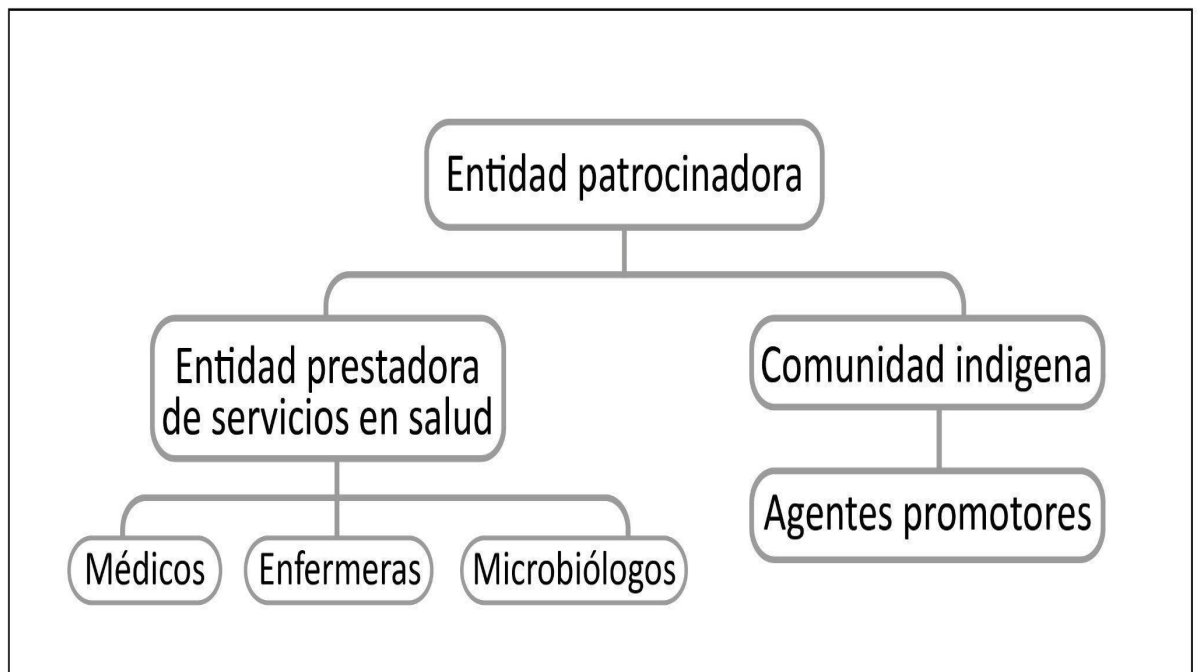 Entidad patrocinadora
Entidad prestadora
de servicios en salud
Comunidad indigena
Agentes promotores
Médicos
Enfermeras
Microbiólogos